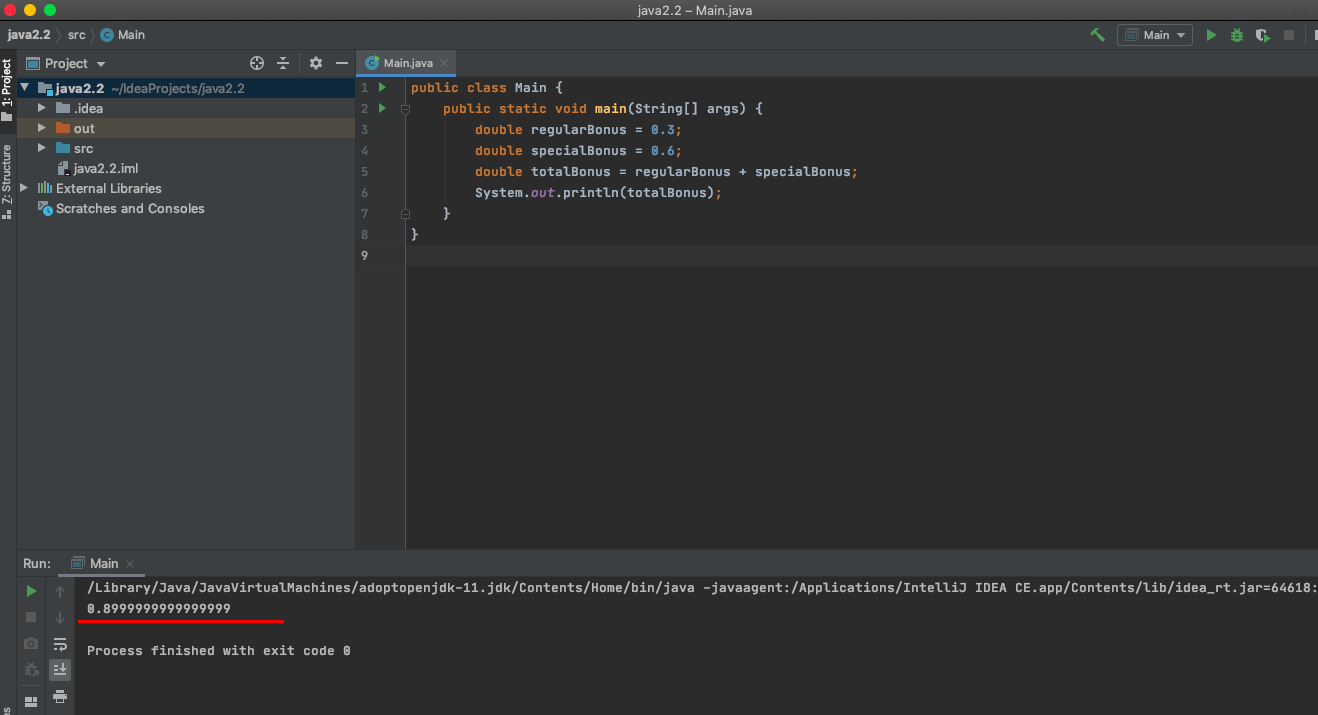 java2.2 – Main.java
java2.2 src Main
Main
Project
Main.java
1: Project
java2.2 ~/IdeaProjects/java2.2
.idea
out
src
java2.2.iml
External Libraries
Scratches and Consoles
Z: Structure
1 public class Main {
2 public static void main(String[] args) {
3 double regularBonus = 0.3;
4 double specialBonus = 0.6;
5 double totalBonus = regularBonus + specialBonus;
6 System.out.println(totalBonus);
7 }
8 }
9
Run: Main
/Library/Java/JavaVirtualMachines/adoptopenjdk-11.jdk/Contents/Home/bin/java -javaagent:/Applications/IntelliJ IDEA CE.app/Contents/lib/idea_rt.jar=64618:
0.8999999999999999
Process finished with exit code 0